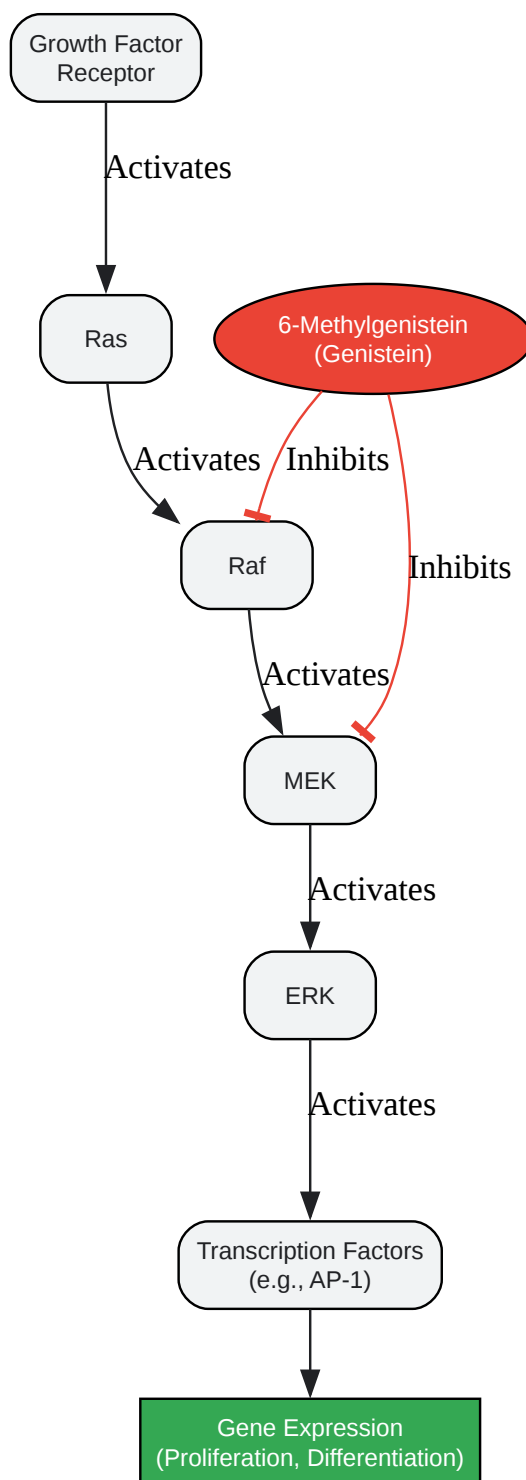 Growth Factor
Receptor
Activates
Ras
6-Methylgenistein
(Genistein)
Activates
Inhibits
Raf
Inhibits
Activates
MEK
Activates
ERK
Activates
Transcription Factors
(e.g., AP-1)
Gene Expression
(Proliferation, Differentiation)